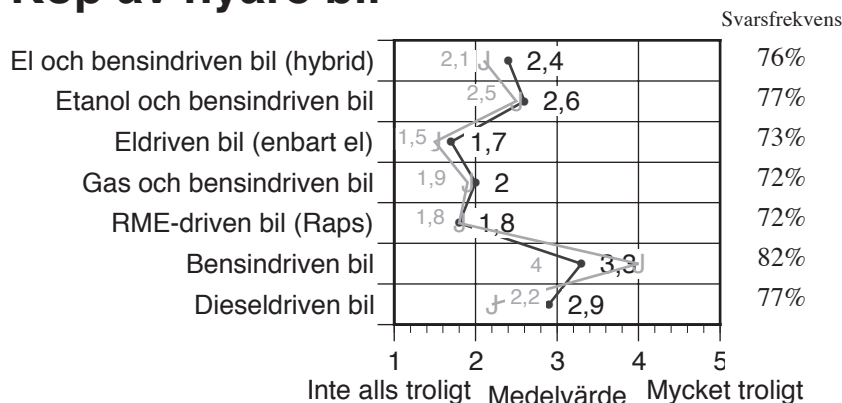 Köp av nyare bil
Svarsfrekvens
El och bensindriven bil (hybrid) 2,1 2,4 76%
Etanol och bensindriven bil 2,5 2,6 77%
Eldriven bil (enbart el) 1,5 1,7 73%
Gas och bensindriven bil 1,9 2 72%
RME-driven bil (Raps) 1,8 1,8 72%
Bensindriven bil 4 3,3 82%
Dieseldriven bil 2,2 2,9 77%
1 2 3 4 5
Inte alls troligt Medelvärde Mycket troligt